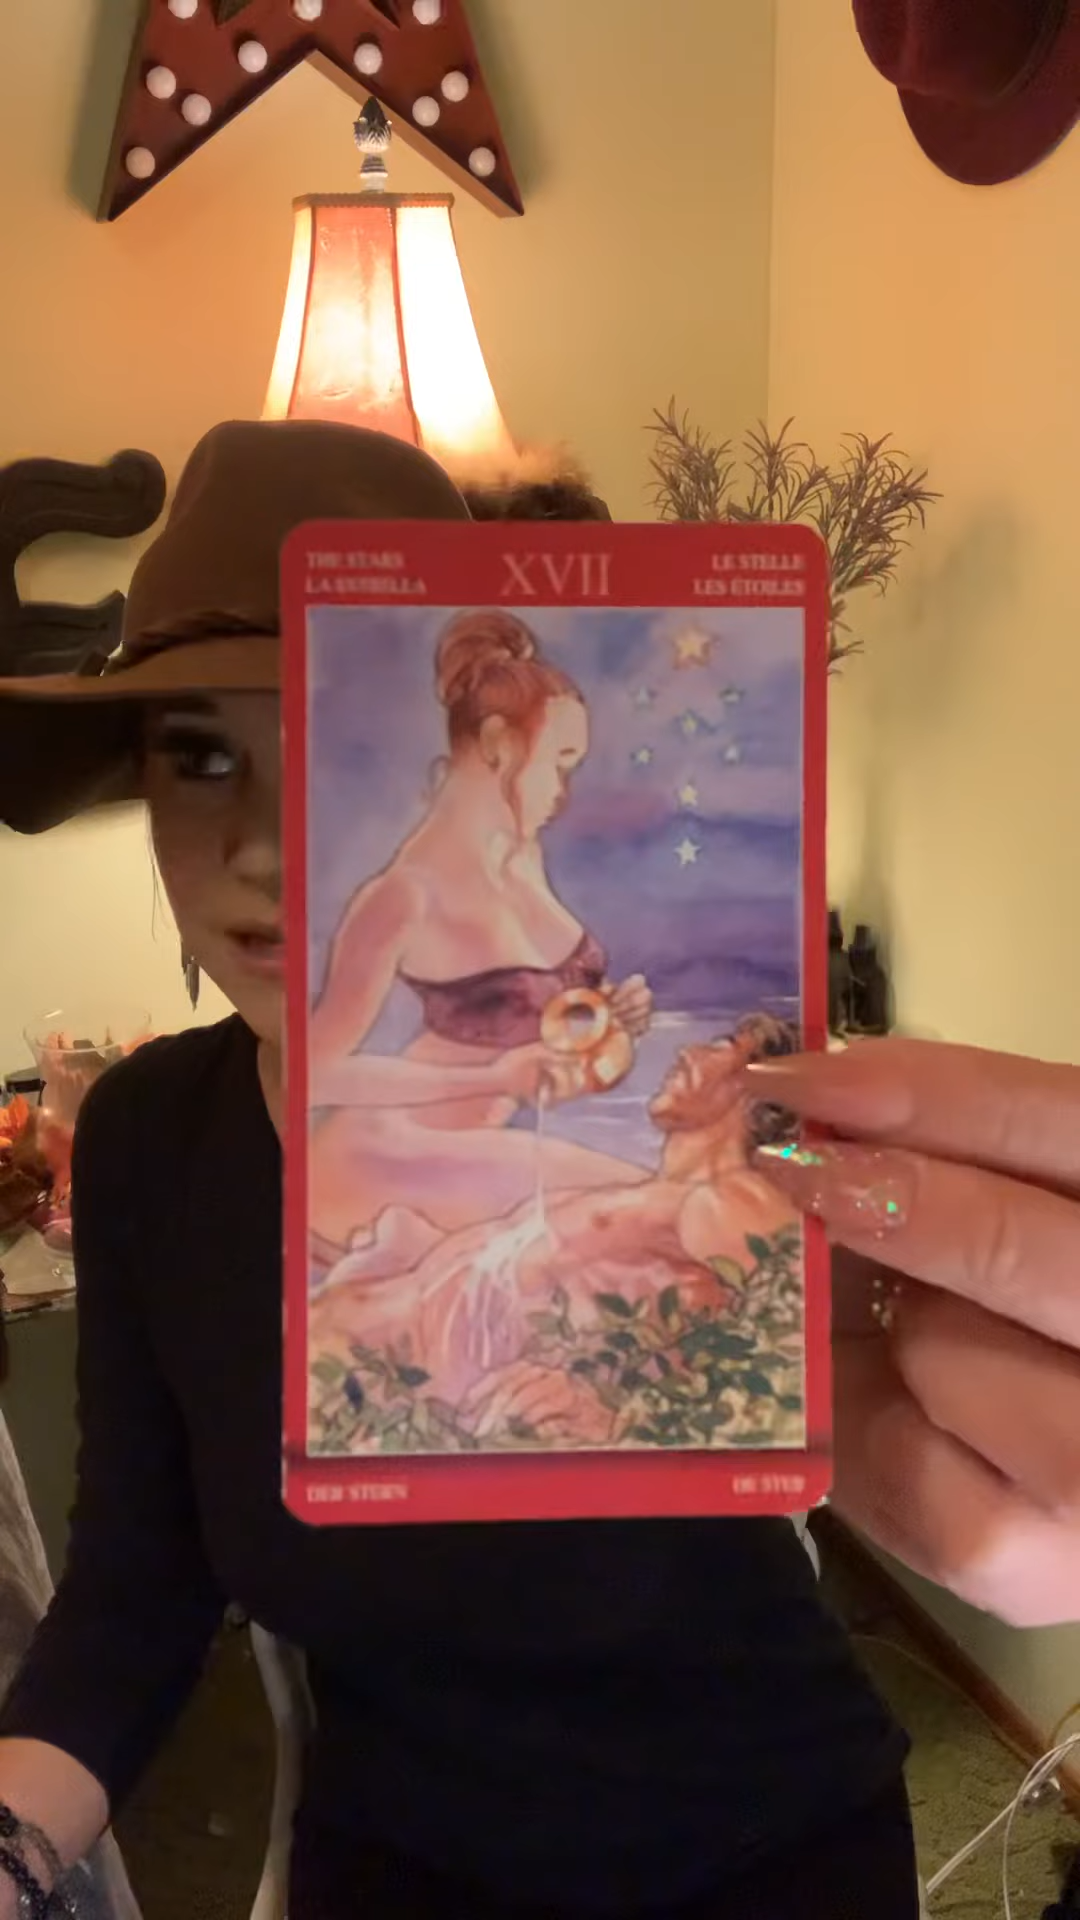 THE STARS
LA ESTRELLA
XVII
LE STELLE
LES ÉTOILES
DER STERN
DE STER